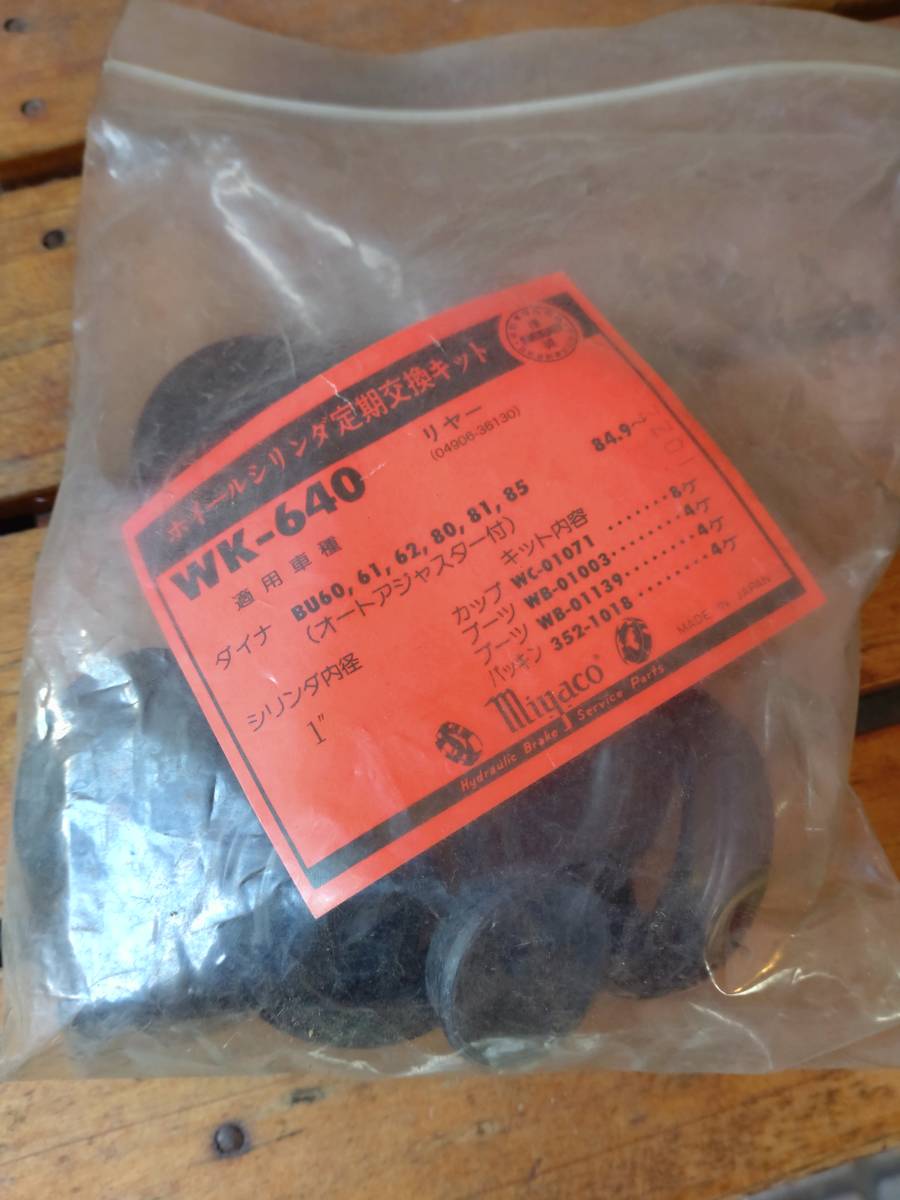 ホイールシリンダ定期交換キット
WK-640
リヤー
(04906-36130)
適用車種
84.9~
ダイナ BU60, 61, 62, 80, 81, 85
(オートアジャスター付)
キット内容
シリンダ内径
1"
カップ WC-01071 ........8ケ
ブーツ WB-01003........4ケ
ブーツ WB-01139........4ケ
パッキン 352-1018 ........4ケ
Miyaco
Hydraulic Brake Service Parts
MADE IN JAPAN